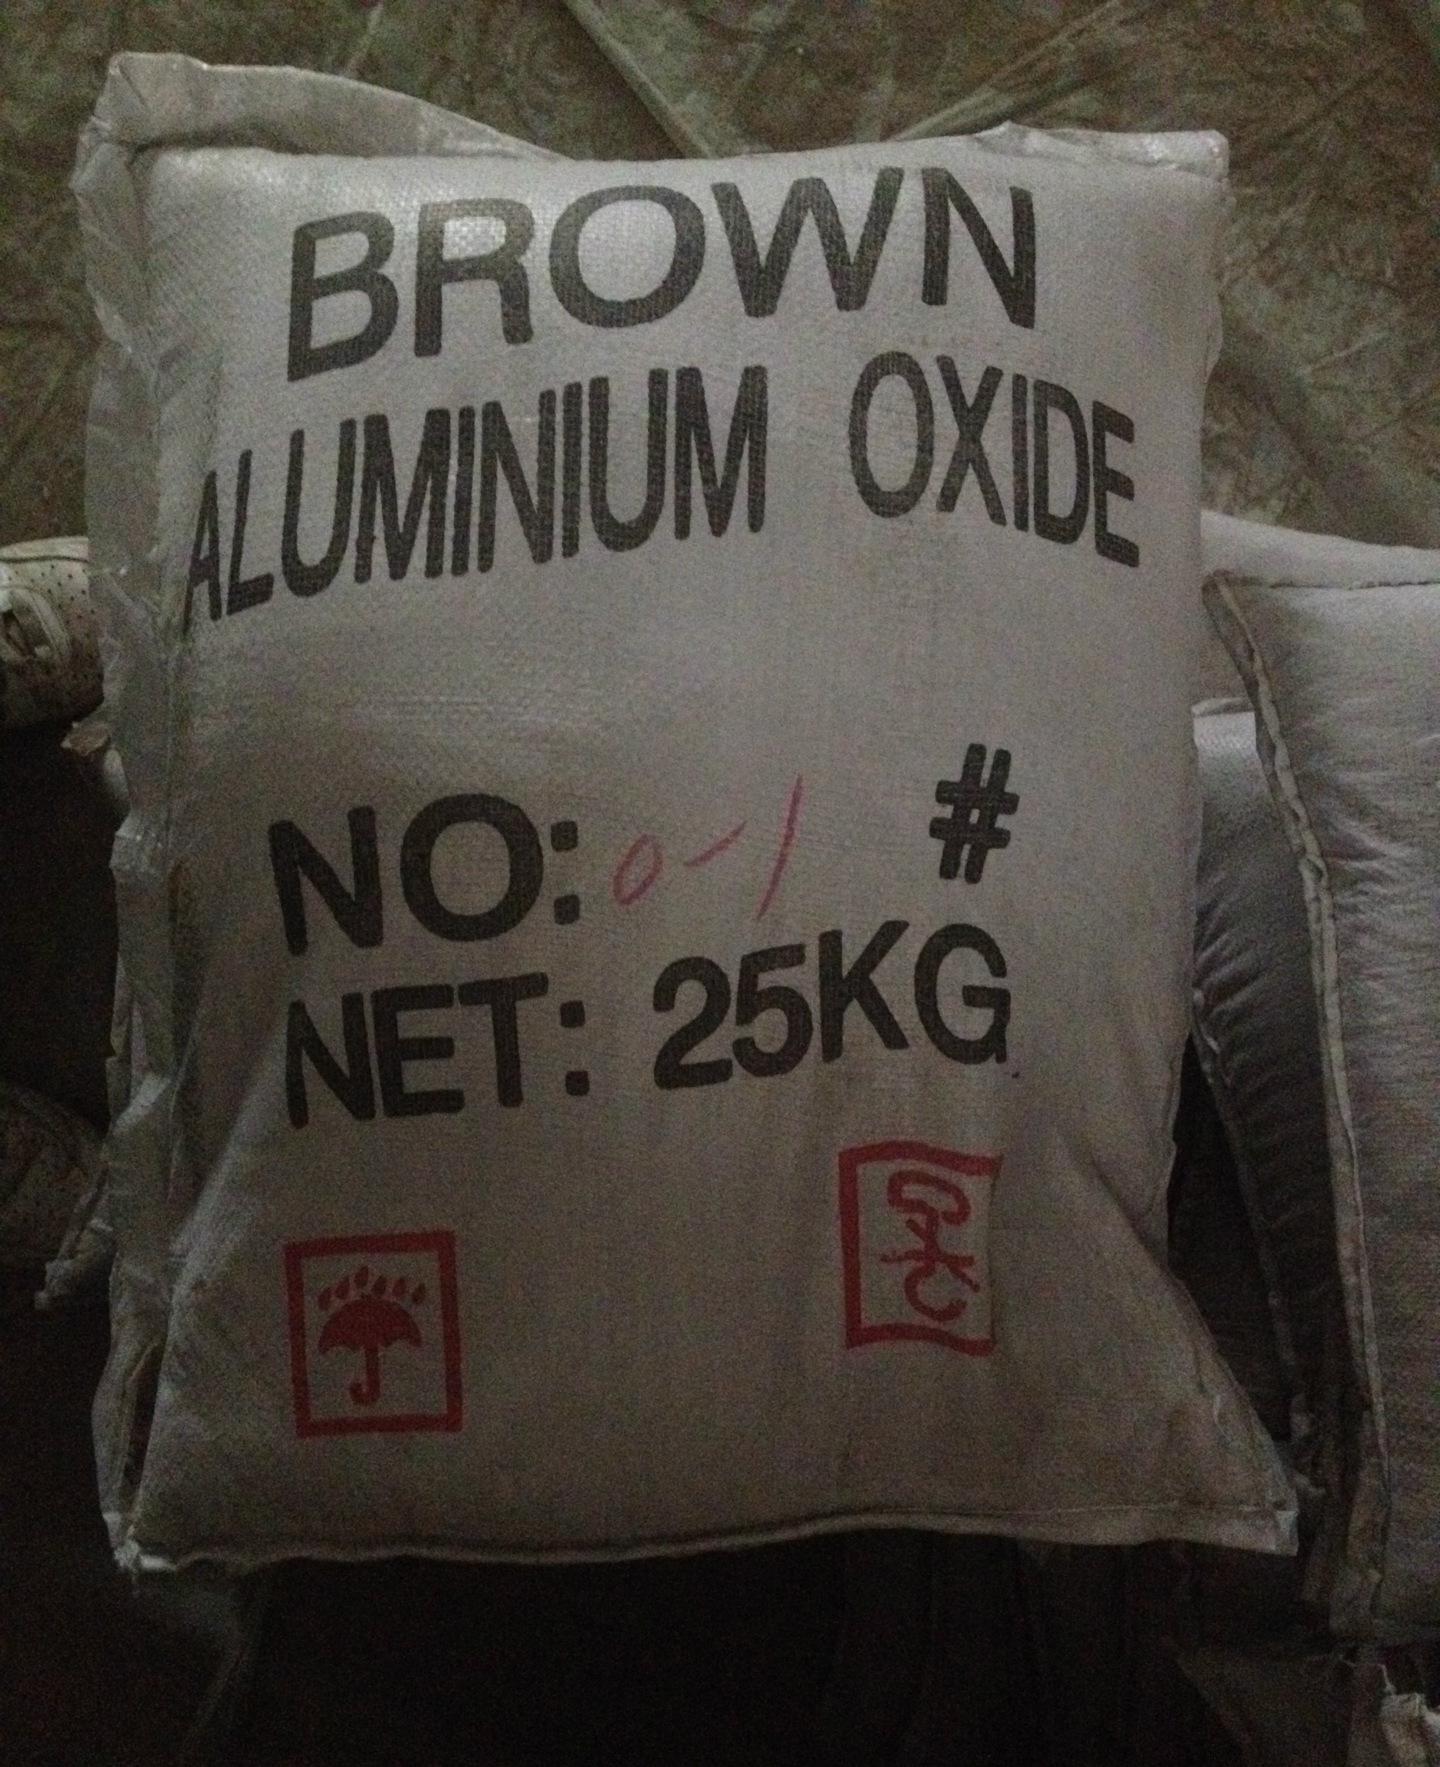 BROWN
ALUMINIUM OXIDE
NO: 0-1 #
NET: 25KG